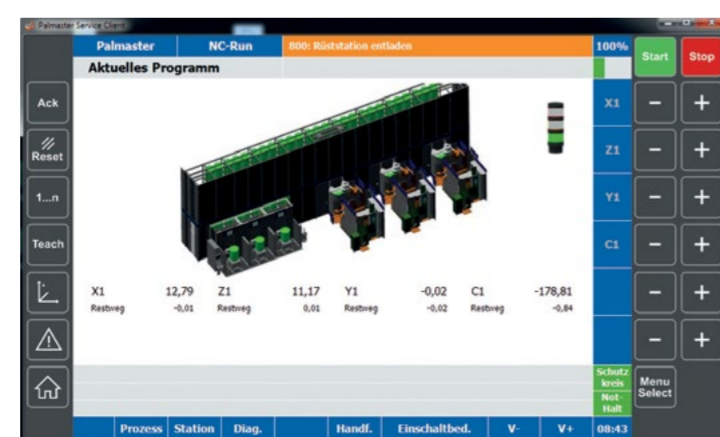 Palmaster Service Client
Palmaster NC-Run 800: Rüststation entladen 100% Start Stop
Aktuelles Programm
Ack X1 - +
Reset Z1 - +
1...n Y1 - +
Teach C1 - +
X1 12,79 Z1 11,17 Y1 -0,02 C1 -178,81 - +
Restweg -0,01 Restweg 0,01 Restweg -0,02 Restweg -0,84
- +
Schutz
kreis
Not-
Halt
Menu
Select
Prozess Station Diag. Handf. Einschaltbed. V- V+ 08:43